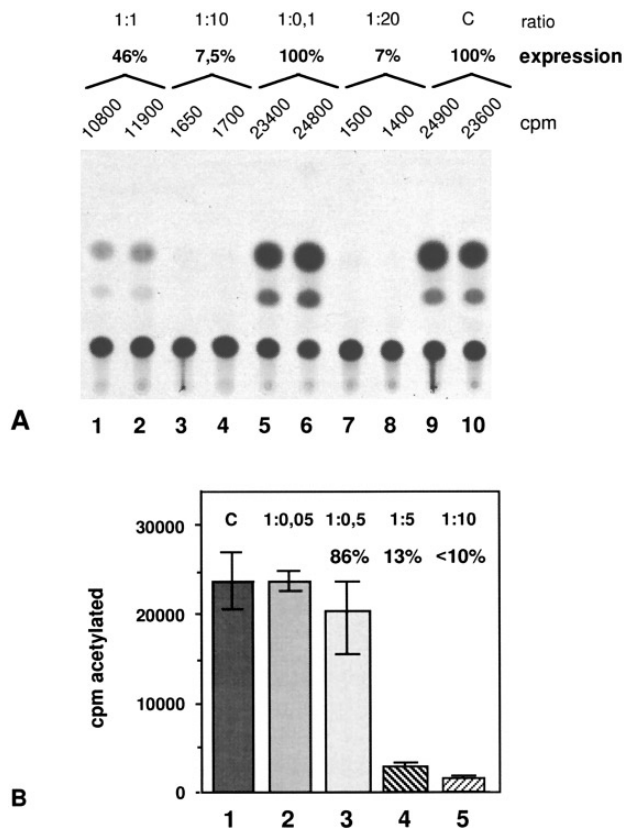 1:1 1:10 1:0,1 1:20 C ratio
46% 7,5% 100% 7% 100% expression
10800 11900 1650 1700 23400 24800 1500 1400 24900 23600 cpm
A 1 2 3 4 5 6 7 8 9 10
C 1:0,05 1:0,5 1:5 1:10
86% 13% <10%
30000
20000
10000
0
cpm acetylated
B 1 2 3 4 5